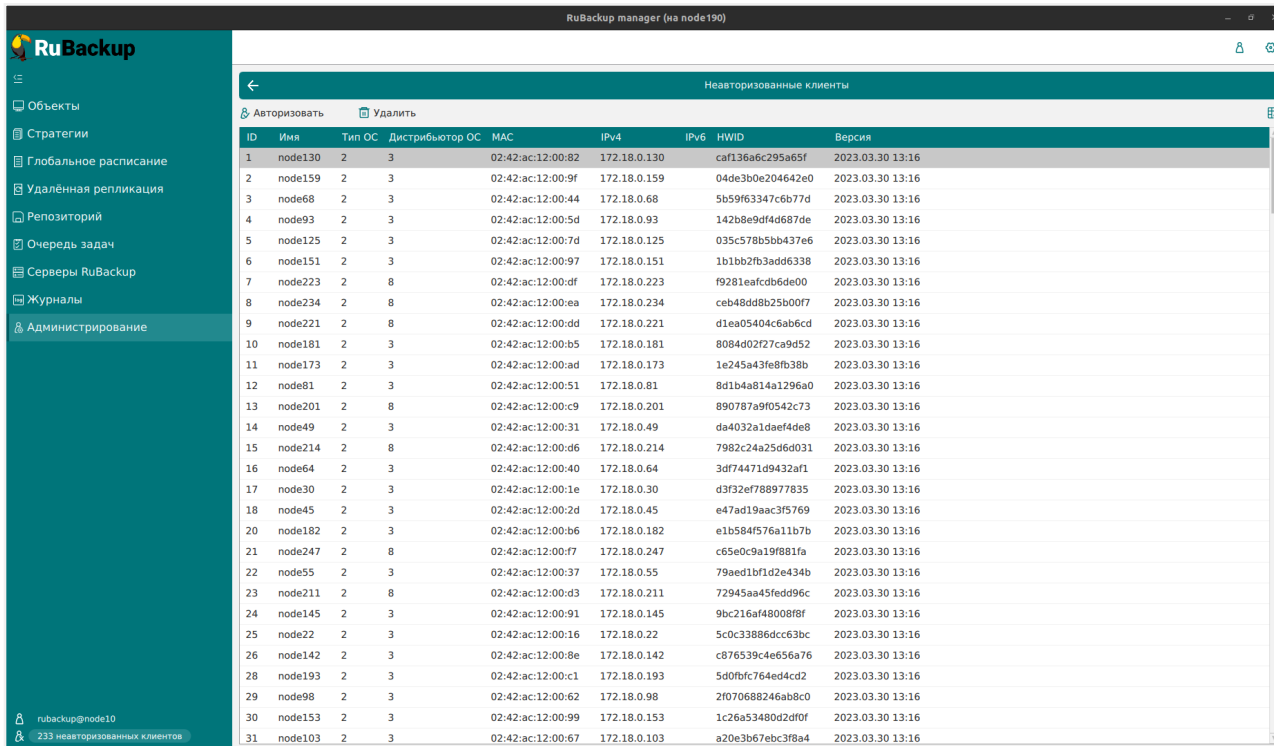 RuBackup manager (на node190)
RuBackup
Объекты
Стратегии
Глобальное расписание
Удалённая репликация
Репозиторий
Очередь задач
Серверы RuBackup
Журналы
Администрирование
rubackup@node10
233 неавторизованных клиентов
Неавторизованные клиенты
Авторизовать Удалить
ID Имя Тип ОС Дистрибьютор ОС MAC IPv4 IPv6 HWID Версия
1 node130 2 3 02:42:ac:12:00:82 172.18.0.130 caf136a6c295a65f 2023.03.30 13:16
2 node159 2 3 02:42:ac:12:00:9f 172.18.0.159 04de3b0e204642e0 2023.03.30 13:16
3 node68 2 3 02:42:ac:12:00:44 172.18.0.68 5b59f63347c6b77d 2023.03.30 13:16
4 node93 2 3 02:42:ac:12:00:5d 172.18.0.93 142b8e9df4d687de 2023.03.30 13:16
5 node125 2 3 02:42:ac:12:00:7d 172.18.0.125 035c578b5bb437e6 2023.03.30 13:16
6 node151 2 3 02:42:ac:12:00:97 172.18.0.151 1b1bb2fb3add6338 2023.03.30 13:16
7 node223 2 8 02:42:ac:12:00:df 172.18.0.223 f9281eafcdb6de00 2023.03.30 13:16
8 node234 2 8 02:42:ac:12:00:ea 172.18.0.234 ceb48dd8b25b00f7 2023.03.30 13:16
9 node221 2 8 02:42:ac:12:00:dd 172.18.0.221 d1ea05404c6ab6cd 2023.03.30 13:16
10 node181 2 3 02:42:ac:12:00:b5 172.18.0.181 8084d02f27ca9d52 2023.03.30 13:16
11 node173 2 3 02:42:ac:12:00:ad 172.18.0.173 1e245a43fe8fb38b 2023.03.30 13:16
12 node81 2 3 02:42:ac:12:00:51 172.18.0.81 8d1b4a814a1296a0 2023.03.30 13:16
13 node201 2 8 02:42:ac:12:00:c9 172.18.0.201 890787a9f0542c73 2023.03.30 13:16
14 node49 2 3 02:42:ac:12:00:31 172.18.0.49 da4032a1daef4de8 2023.03.30 13:16
15 node214 2 8 02:42:ac:12:00:d6 172.18.0.214 7982c24a25d6d031 2023.03.30 13:16
16 node64 2 3 02:42:ac:12:00:40 172.18.0.64 3df74471d9432af1 2023.03.30 13:16
17 node30 2 3 02:42:ac:12:00:1e 172.18.0.30 d3f32ef788977835 2023.03.30 13:16
18 node45 2 3 02:42:ac:12:00:2d 172.18.0.45 e47ad19aac3f5769 2023.03.30 13:16
20 node182 2 3 02:42:ac:12:00:b6 172.18.0.182 e1b584f576a11b7b 2023.03.30 13:16
21 node247 2 8 02:42:ac:12:00:f7 172.18.0.247 c65e0c9a19f881fa 2023.03.30 13:16
22 node55 2 3 02:42:ac:12:00:37 172.18.0.55 79aed1bf1d2e434b 2023.03.30 13:16
23 node211 2 8 02:42:ac:12:00:d3 172.18.0.211 72945aa45fedd96c 2023.03.30 13:16
24 node145 2 3 02:42:ac:12:00:91 172.18.0.145 9bc216af48008f8f 2023.03.30 13:16
25 node22 2 3 02:42:ac:12:00:16 172.18.0.22 5c0c33886dcc63bc 2023.03.30 13:16
26 node142 2 3 02:42:ac:12:00:8e 172.18.0.142 c876539c4e656a76 2023.03.30 13:16
28 node193 2 3 02:42:ac:12:00:c1 172.18.0.193 5d0fbfc764ed4cd2 2023.03.30 13:16
29 node98 2 3 02:42:ac:12:00:62 172.18.0.98 2f070688246ab8c0 2023.03.30 13:16
30 node153 2 3 02:42:ac:12:00:99 172.18.0.153 1c26a53480d2df0f 2023.03.30 13:16
31 node103 2 3 02:42:ac:12:00:67 172.18.0.103 a20e3b67ebc3f8a4 2023.03.30 13:16